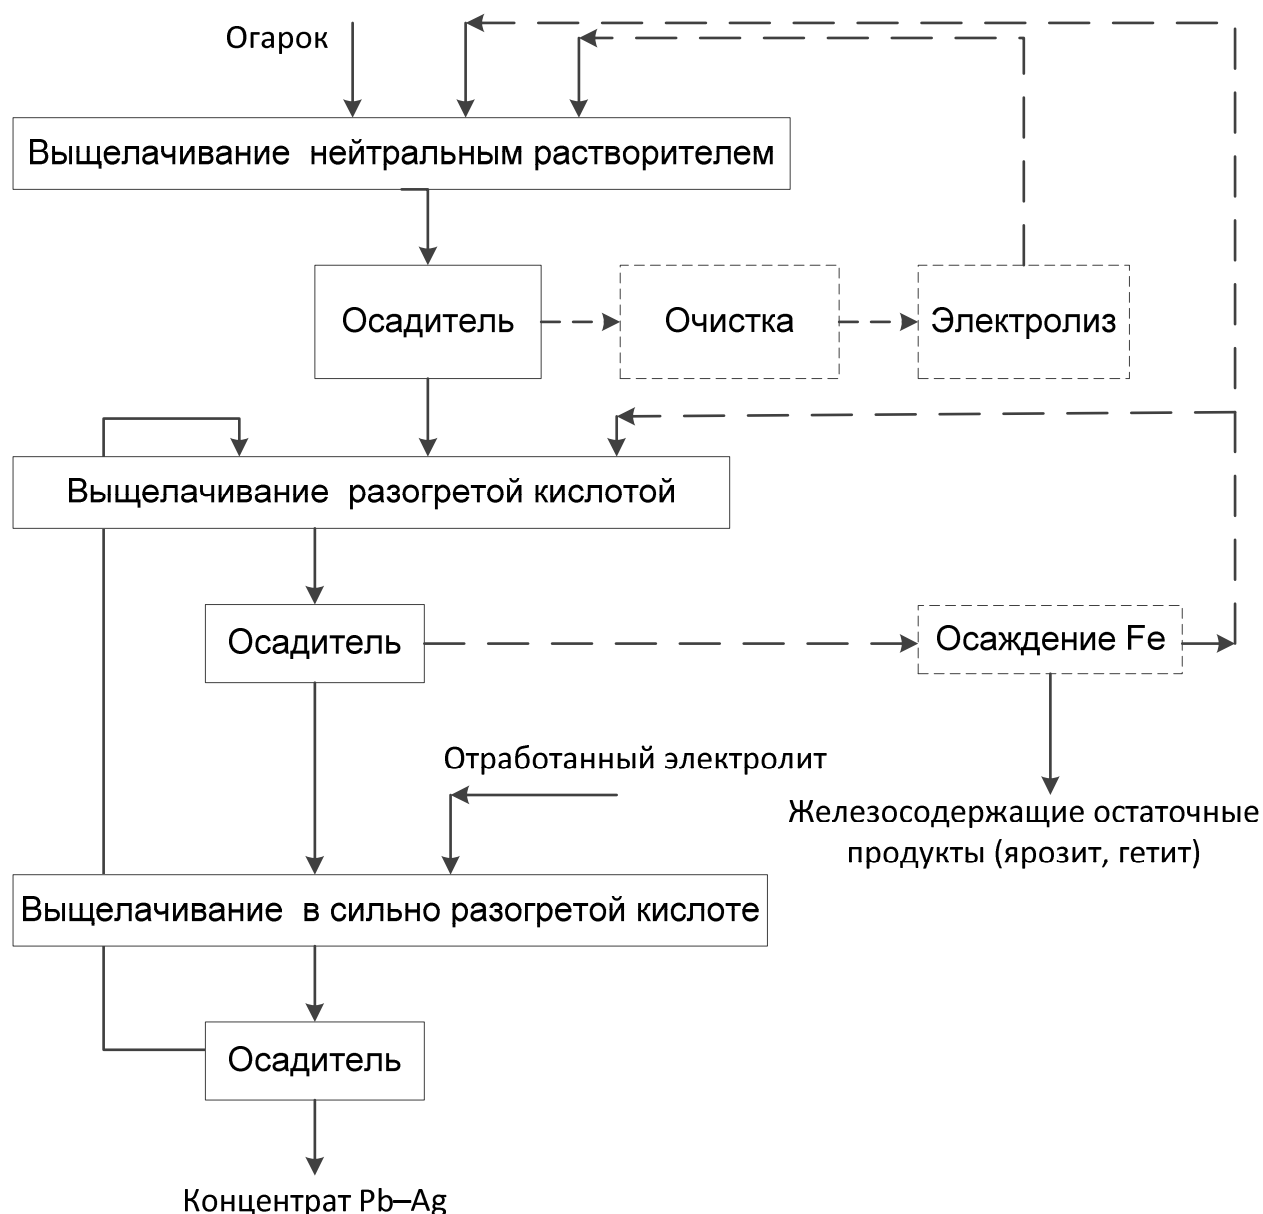 Огарок
Выщелачивание нейтральным растворителем
Осадитель
Очистка
Электролиз
Выщелачивание разогретой кислотой
Осадитель
Осаждение Fe
Отработанный электролит
Железосодержащие остаточные
продукты (ярозит, гетит)
Выщелачивание в сильно разогретой кислоте
Осадитель
Концентрат Pb–Ag